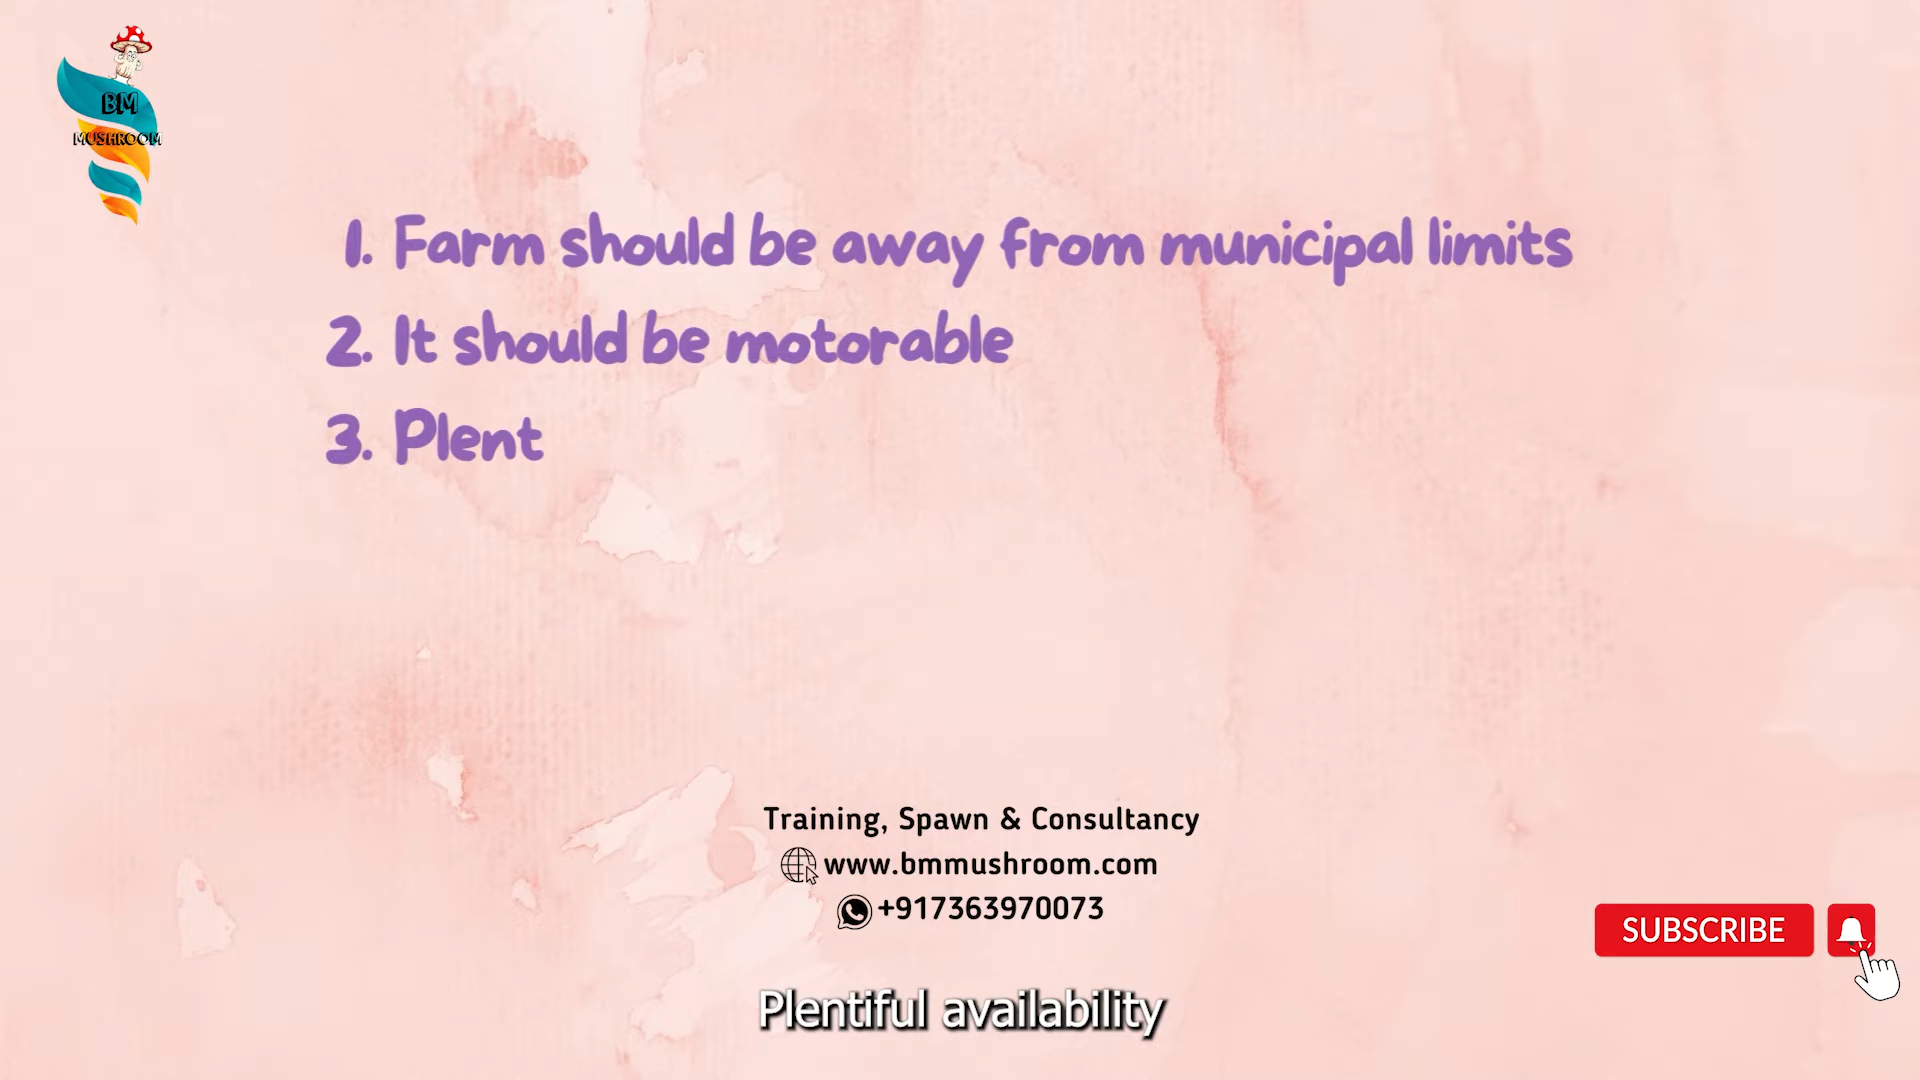 BM
MUSHROOM
1. Farm should be away from municipal limits
2. It should be motorable
3. Plent
Training, Spawn & Consultancy
www.bmmushroom.com
+917363970073
SUBSCRIBE
Plentiful availability